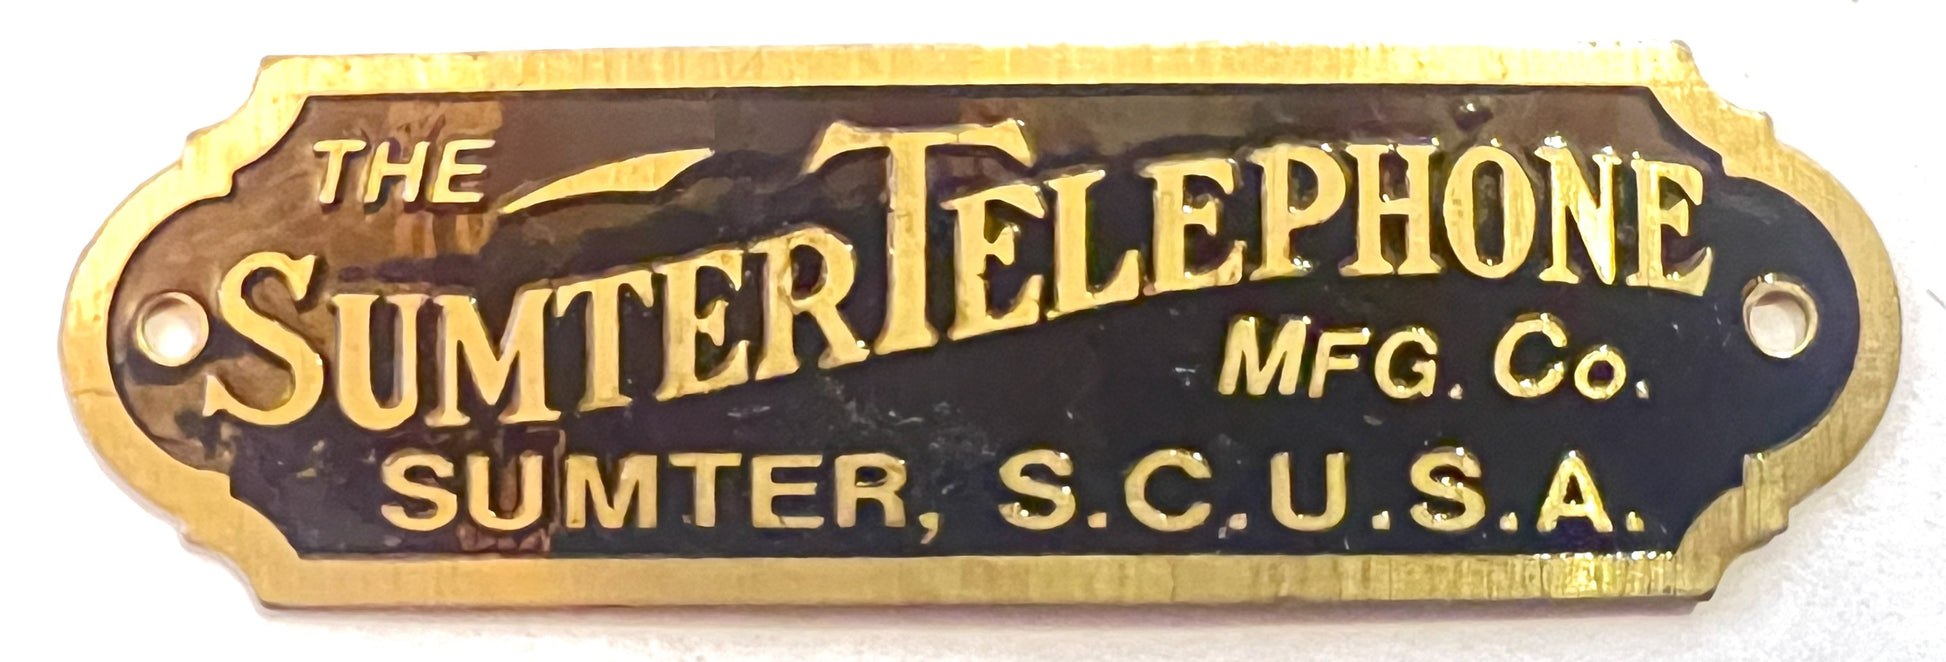 THE
SUMTER TELEPHONE
MFG. CO.
SUMTER, S.C.U.S.A.